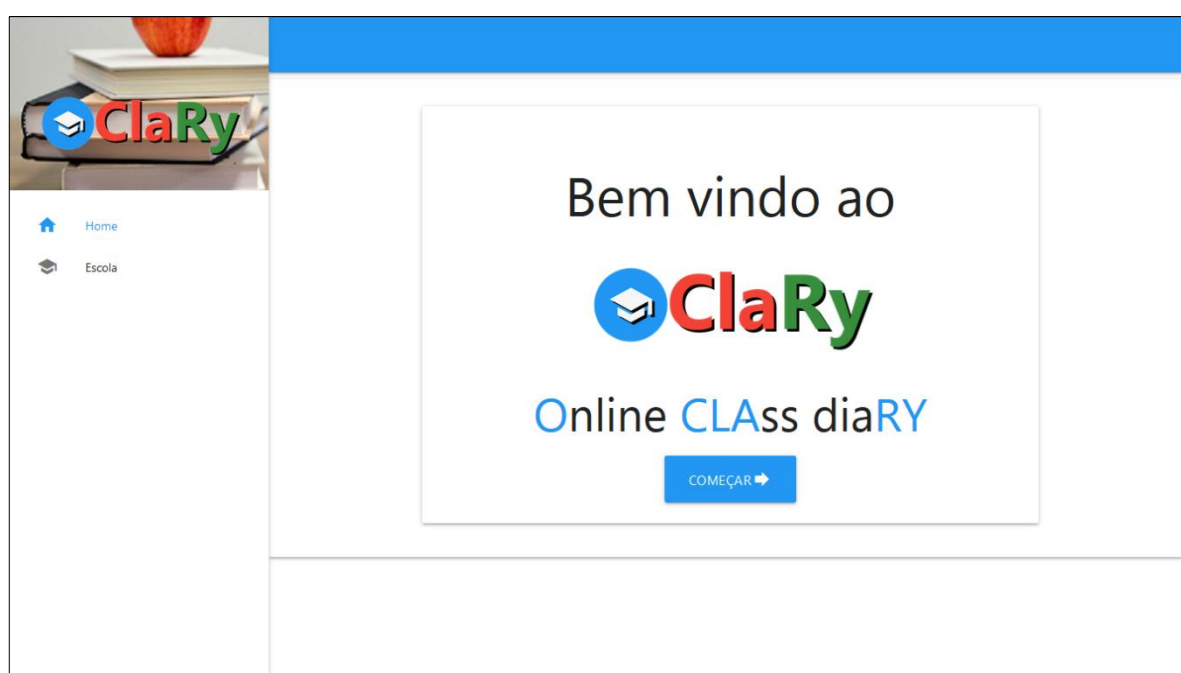 ClaRy
Home
Escola
Bem vindo ao
ClaRy
Online CLAss diaRY
COMEÇAR